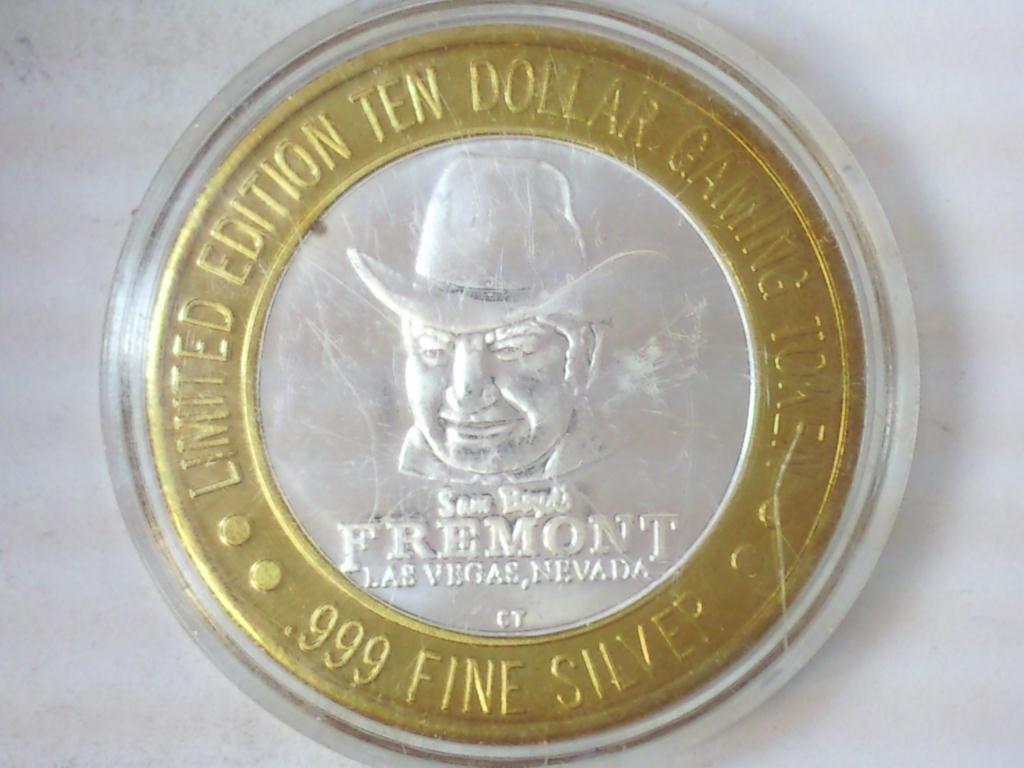 LIMITED EDITION TEN DOLLAR GAMING TOKEN
Sam Boyd's
FREMONT
LAS VEGAS, NEVADA
CT
.999 FINE SILVER